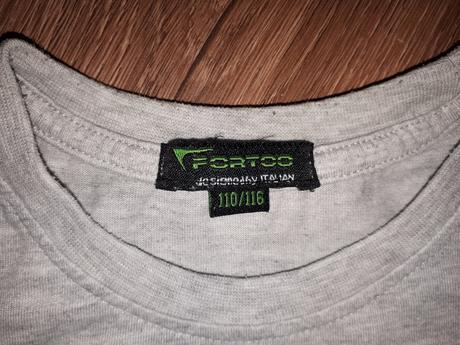 FORTCO
designed by ITALIAN
110/116